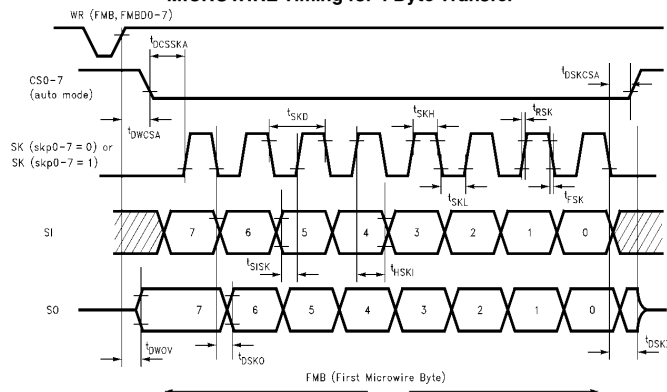 MICROWIRE Timing for 1 Byte Transfer
WR (FMB, FMBD0-7)
tDCSSKA
CS0-7
(auto mode)
tDSKCSA
tDWCSA
tSKD
tSKH
tRSK
SK (skp0-7 = 0) or
SK (skp0-7 = 1)
tSKL
tFSK
SI
7 6 5 4 3 2 1 0
tSISK
tHSKI
SO
7 6 5 4 3 2 1 0
tDWOV
tDSKO
FMB (First Microwire Byte)